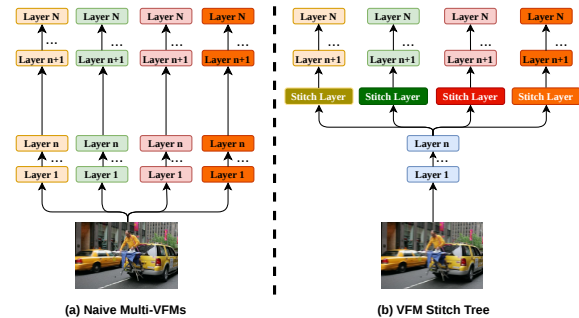 Layer N Layer N Layer N Layer N Layer N Layer N Layer N Layer N
... ... ... ... ... ... ... ...
Layer n+1 Layer n+1 Layer n+1 Layer n+1 Layer n+1 Layer n+1 Layer n+1 Layer n+1
Stitch Layer Stitch Layer Stitch Layer Stitch Layer
Layer n Layer n Layer n Layer n Layer n
... ... ... ... ...
Layer 1 Layer 1 Layer 1 Layer 1 Layer 1
(a) Naive Multi-VFMs (b) VFM Stitch Tree